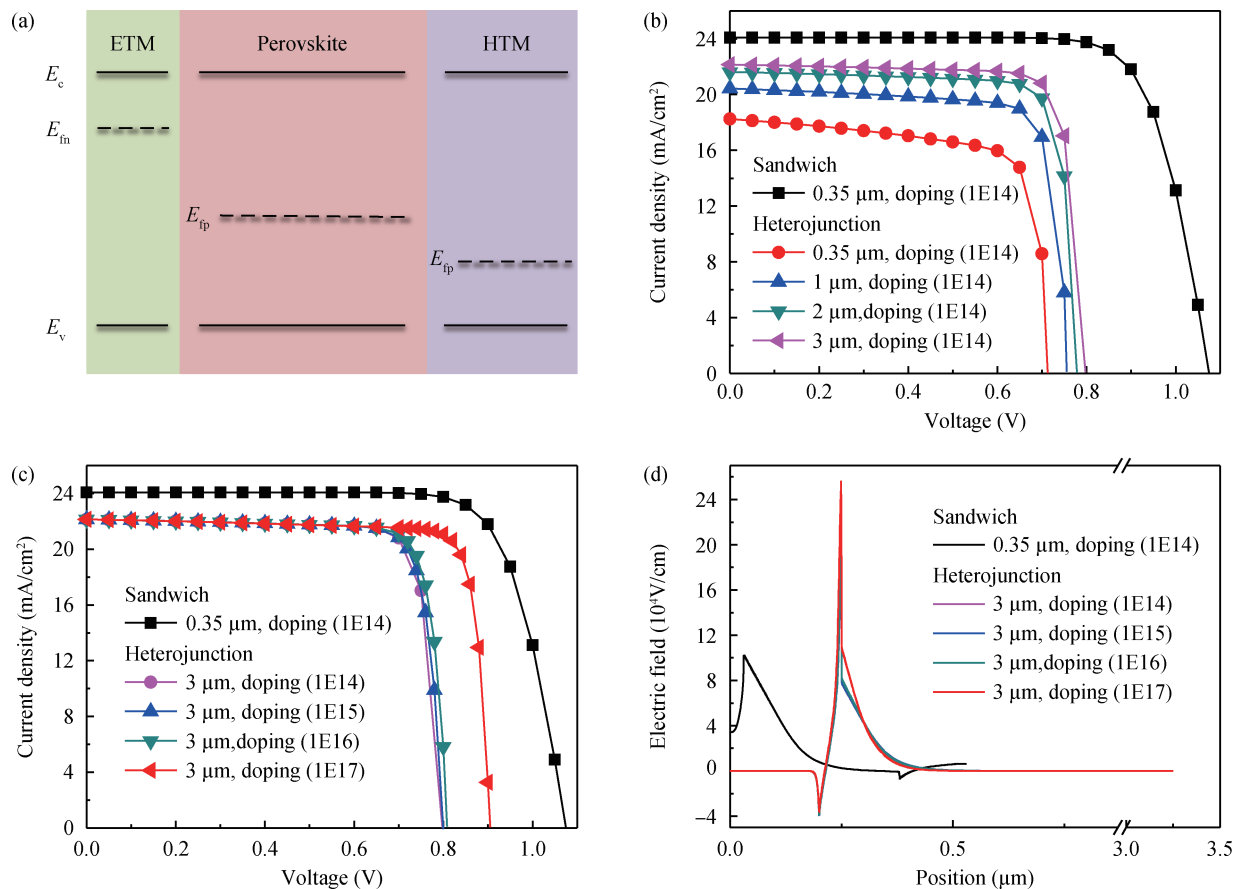 (a)
ETM
Perovskite
HTM
Ec
Efn
Efp
Efp
Ev
(b)
24
20
16
12
8
4
0
Current density (mA/cm²)
Sandwich
0.35 µm, doping (1E14)
Heterojunction
0.35 µm, doping (1E14)
1 µm, doping (1E14)
2 µm,doping (1E14)
3 µm, doping (1E14)
0.0 0.2 0.4 0.6 0.8 1.0
Voltage (V)
(c)
24
20
16
12
8
4
0
Current density (mA/cm²)
Sandwich
0.35 µm, doping (1E14)
Heterojunction
3 µm, doping (1E14)
3 µm, doping (1E15)
3 µm,doping (1E16)
3 µm, doping (1E17)
0.0 0.2 0.4 0.6 0.8 1.0
Voltage (V)
(d)
24
20
16
12
8
4
0
−4
Electric field (10⁴V/cm)
Sandwich
0.35 µm, doping (1E14)
Heterojunction
3 µm, doping (1E14)
3 µm, doping (1E15)
3 µm,doping (1E16)
3 µm, doping (1E17)
0.0 0.5 3.0 3.5
Position (µm)